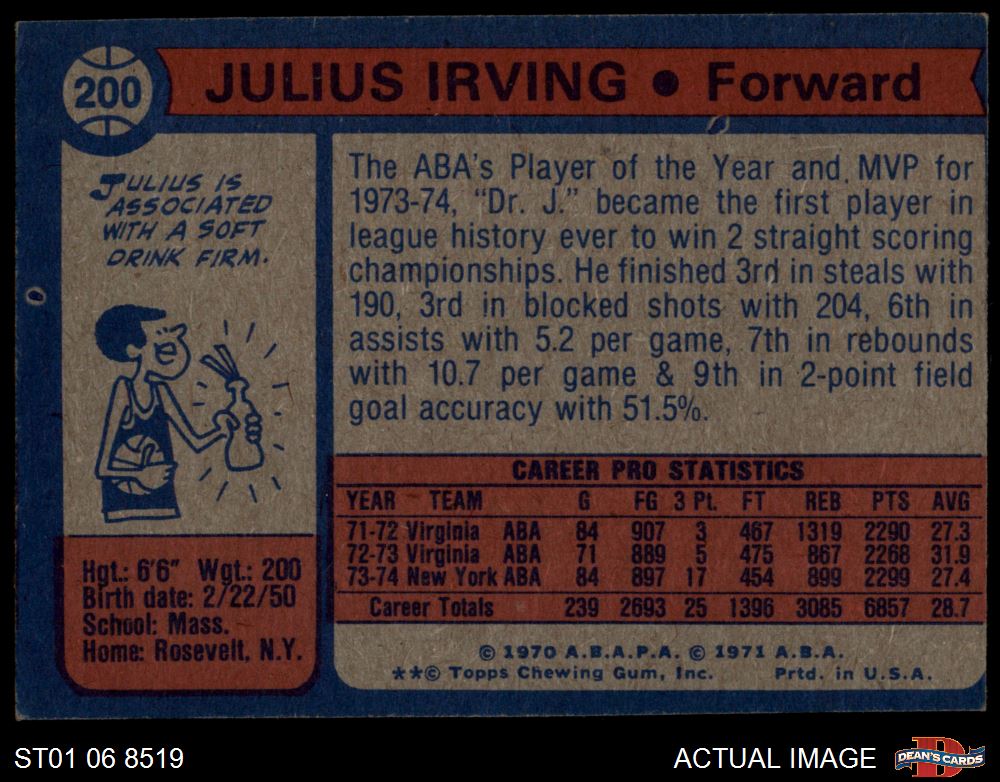 200
JULIUS IRVING • Forward
JULIUS IS
ASSOCIATED
WITH A SOFT
DRINK FIRM.
Hgt.: 6'6" Wgt.: 200
Birth date: 2/22/50
School: Mass.
Home: Rosevelt, N.Y.
The ABA's Player of the Year and MVP for
1973-74, "Dr. J." became the first player in
league history ever to win 2 straight scoring
championships. He finished 3rd in steals with
190, 3rd in blocked shots with 204, 6th in
assists with 5.2 per game, 7th in rebounds
with 10.7 per game & 9th in 2-point field
goal accuracy with 51.5%.
CAREER PRO STATISTICS
YEAR TEAM G FG 3 Pt. FT REB PTS AVG
71-72 Virginia ABA 84 907 3 467 1319 2290 27.3
72-73 Virginia ABA 71 889 5 475 867 2268 31.9
73-74 New York ABA 84 897 17 454 899 2299 27.4
Career Totals 239 2693 25 1396 3085 6857 28.7
© 1970 A.B.A.P.A. © 1971 A.B.A.
**© Topps Chewing Gum, Inc. Prtd. in U.S.A.
ST01 06 8519
ACTUAL IMAGE
D
DEAN'S CARDS